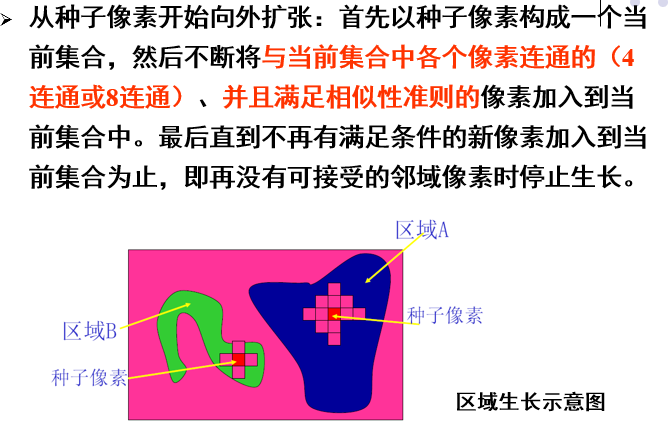 从种子像素开始向外扩张：首先以种子像素构成一个当
前集合，然后不断将与当前集合中各个像素连通的（4
连通或8连通）、并且满足相似性准则的像素加入到当
前集合中。最后直到不再有满足条件的新像素加入到当
前集合为止，即再没有可接受的邻域像素时停止生长。
区域A
种子像素
区域B
种子像素
区域生长示意图